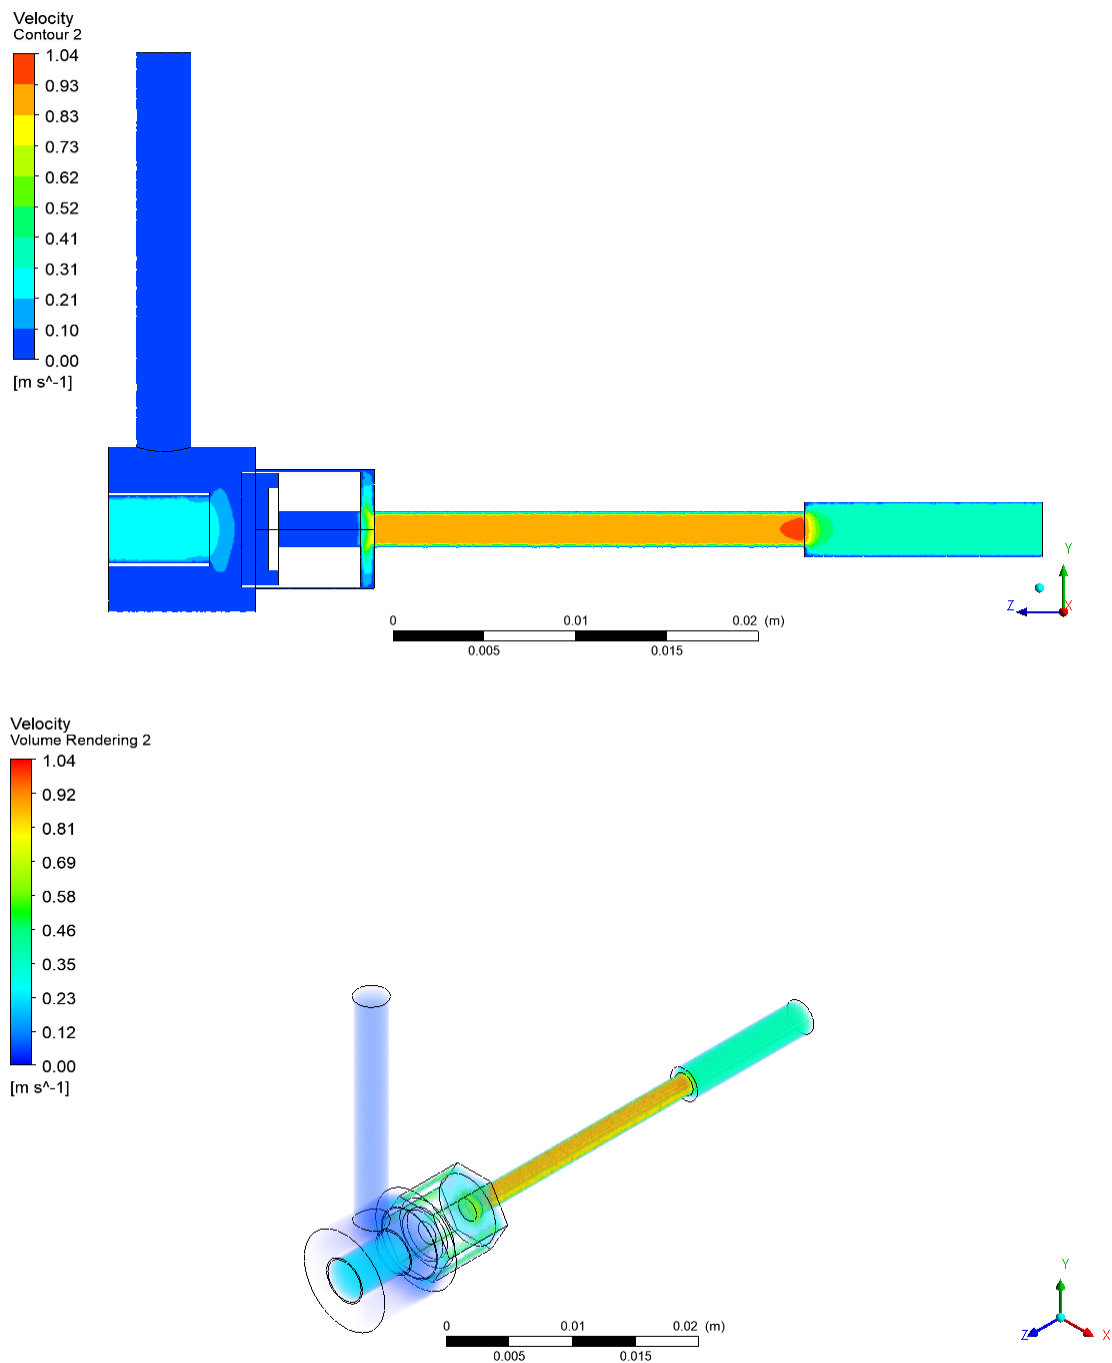 Velocity
Contour 2
1.04
0.93
0.83
0.73
0.62
0.52
0.41
0.31
0.21
0.10
0.00
[m s^-1]
Y
Z
X
0 0.01 0.02 (m)
0.005 0.015
Velocity
Volume Rendering 2
1.04
0.92
0.81
0.69
0.58
0.46
0.35
0.23
0.12
0.00
[m s^-1]
Y
Z X
0 0.01 0.02 (m)
0.005 0.015